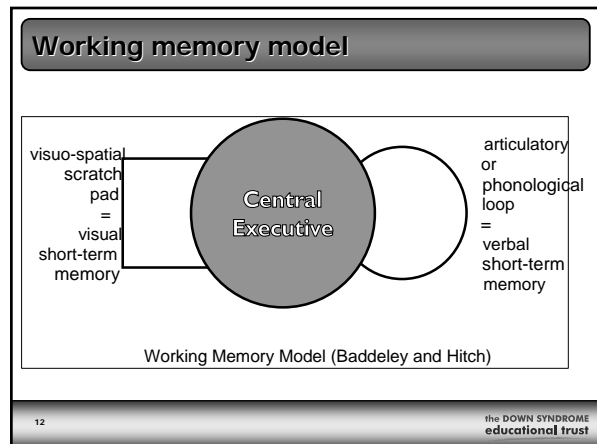 Working memory model
visuo-spatial
scratch
pad
=
visual
short-term
memory
Central
Executive
articulatory
or
phonological
loop
=
verbal
short-term
memory
Working Memory Model (Baddeley and Hitch)
12
the DOWN SYNDROME
educational trust